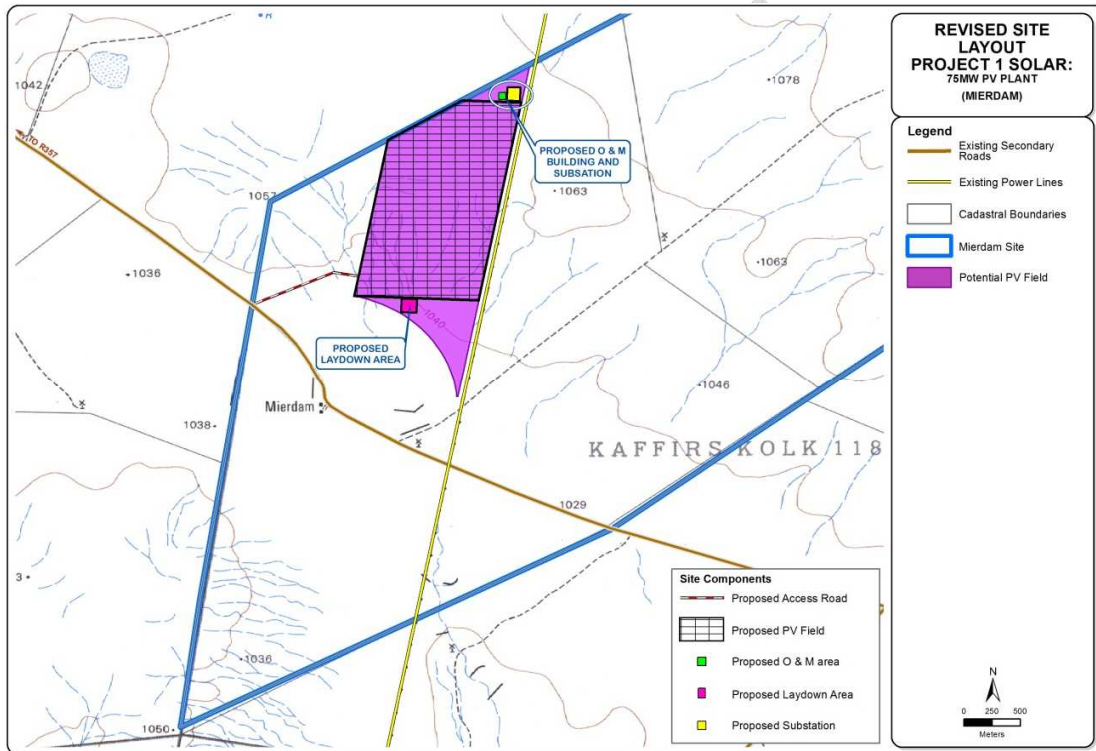 REVISED SITE
LAYOUT
PROJECT 1 SOLAR:
75MW PV PLANT
(MIERDAM)
Legend
Existing Secondary
Roads
Existing Power Lines
Cadastral Boundaries
Mierdam Site
Potential PV Field
1042
1078
TO R357
PROPOSED O & M
BUILDING AND
SUBSATION
1057
1063
1036
1063
1040
PROPOSED
LAYDOWN AREA
1046
Mierdam
1038
KAFFIRS KOLK 118
1029
3
1036
1050
Site Components
Proposed Access Road
Proposed PV Field
Proposed O & M area
Proposed Laydown Area
Proposed Substation
N
0 250 500
Meters